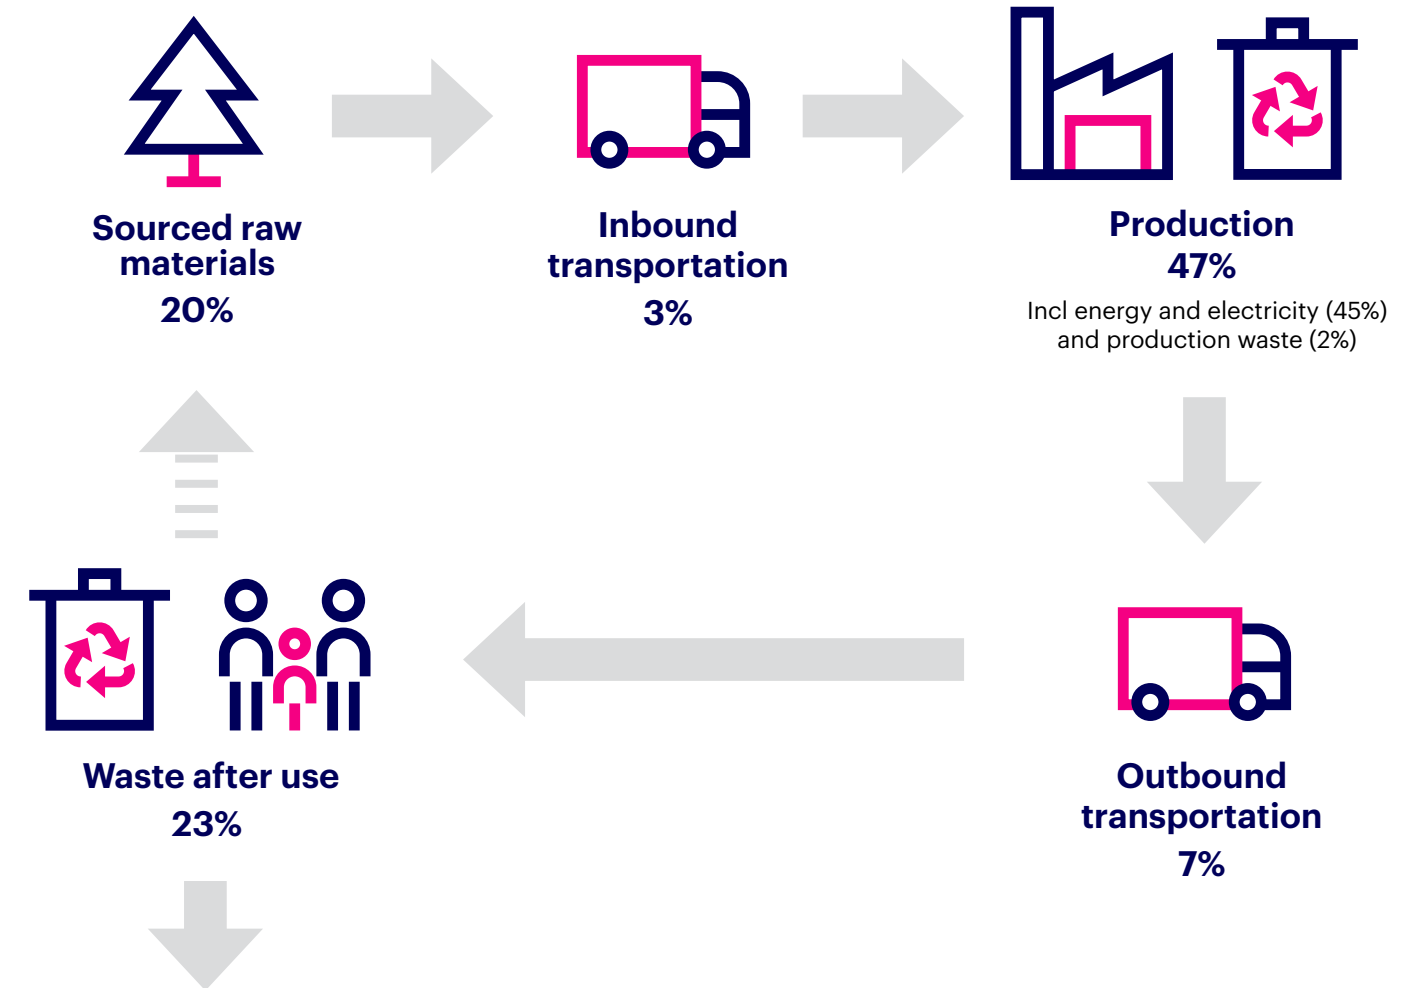 Sourced raw
materials
20%
Inbound
transportation
3%
Production
47%
Incl energy and electricity (45%)
and production waste (2%)
Waste after use
23%
Outbound
transportation
7%